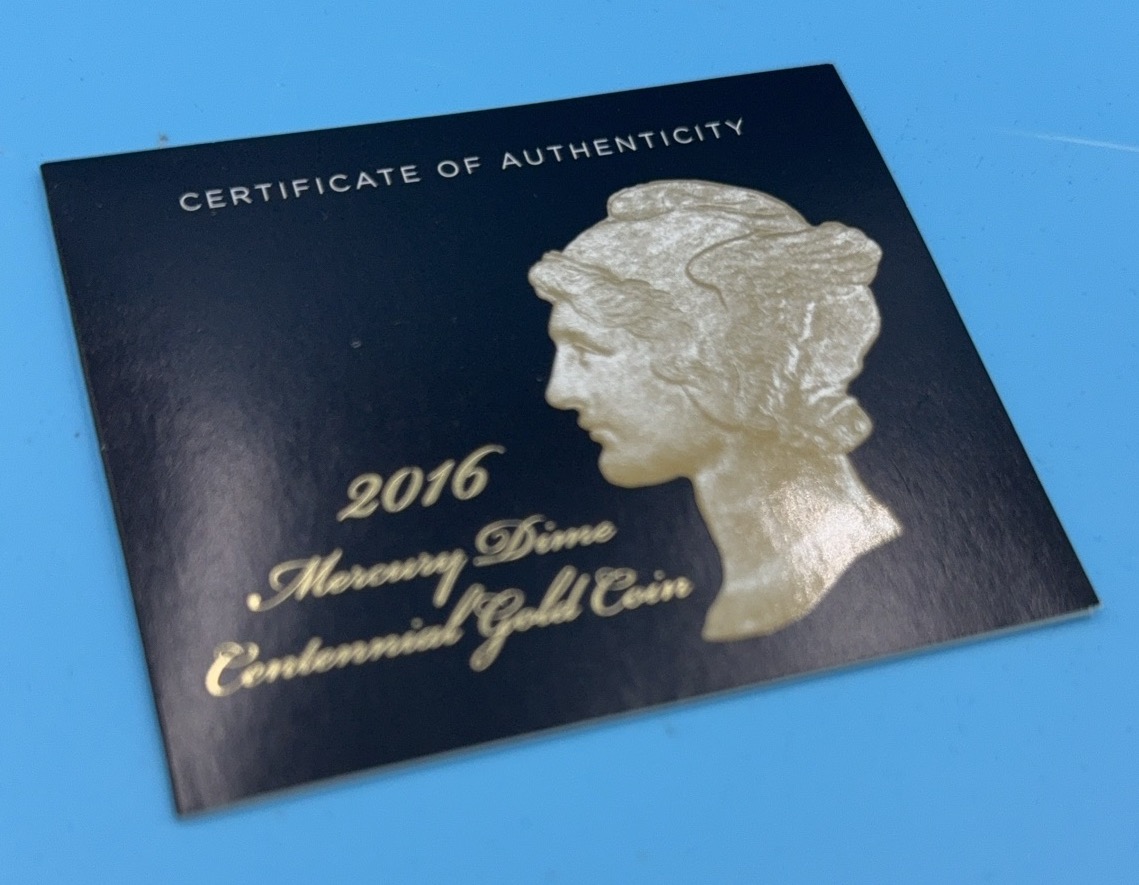 CERTIFICATE OF AUTHENTICITY
2016
Mercury Dime
Centennial Gold Coin